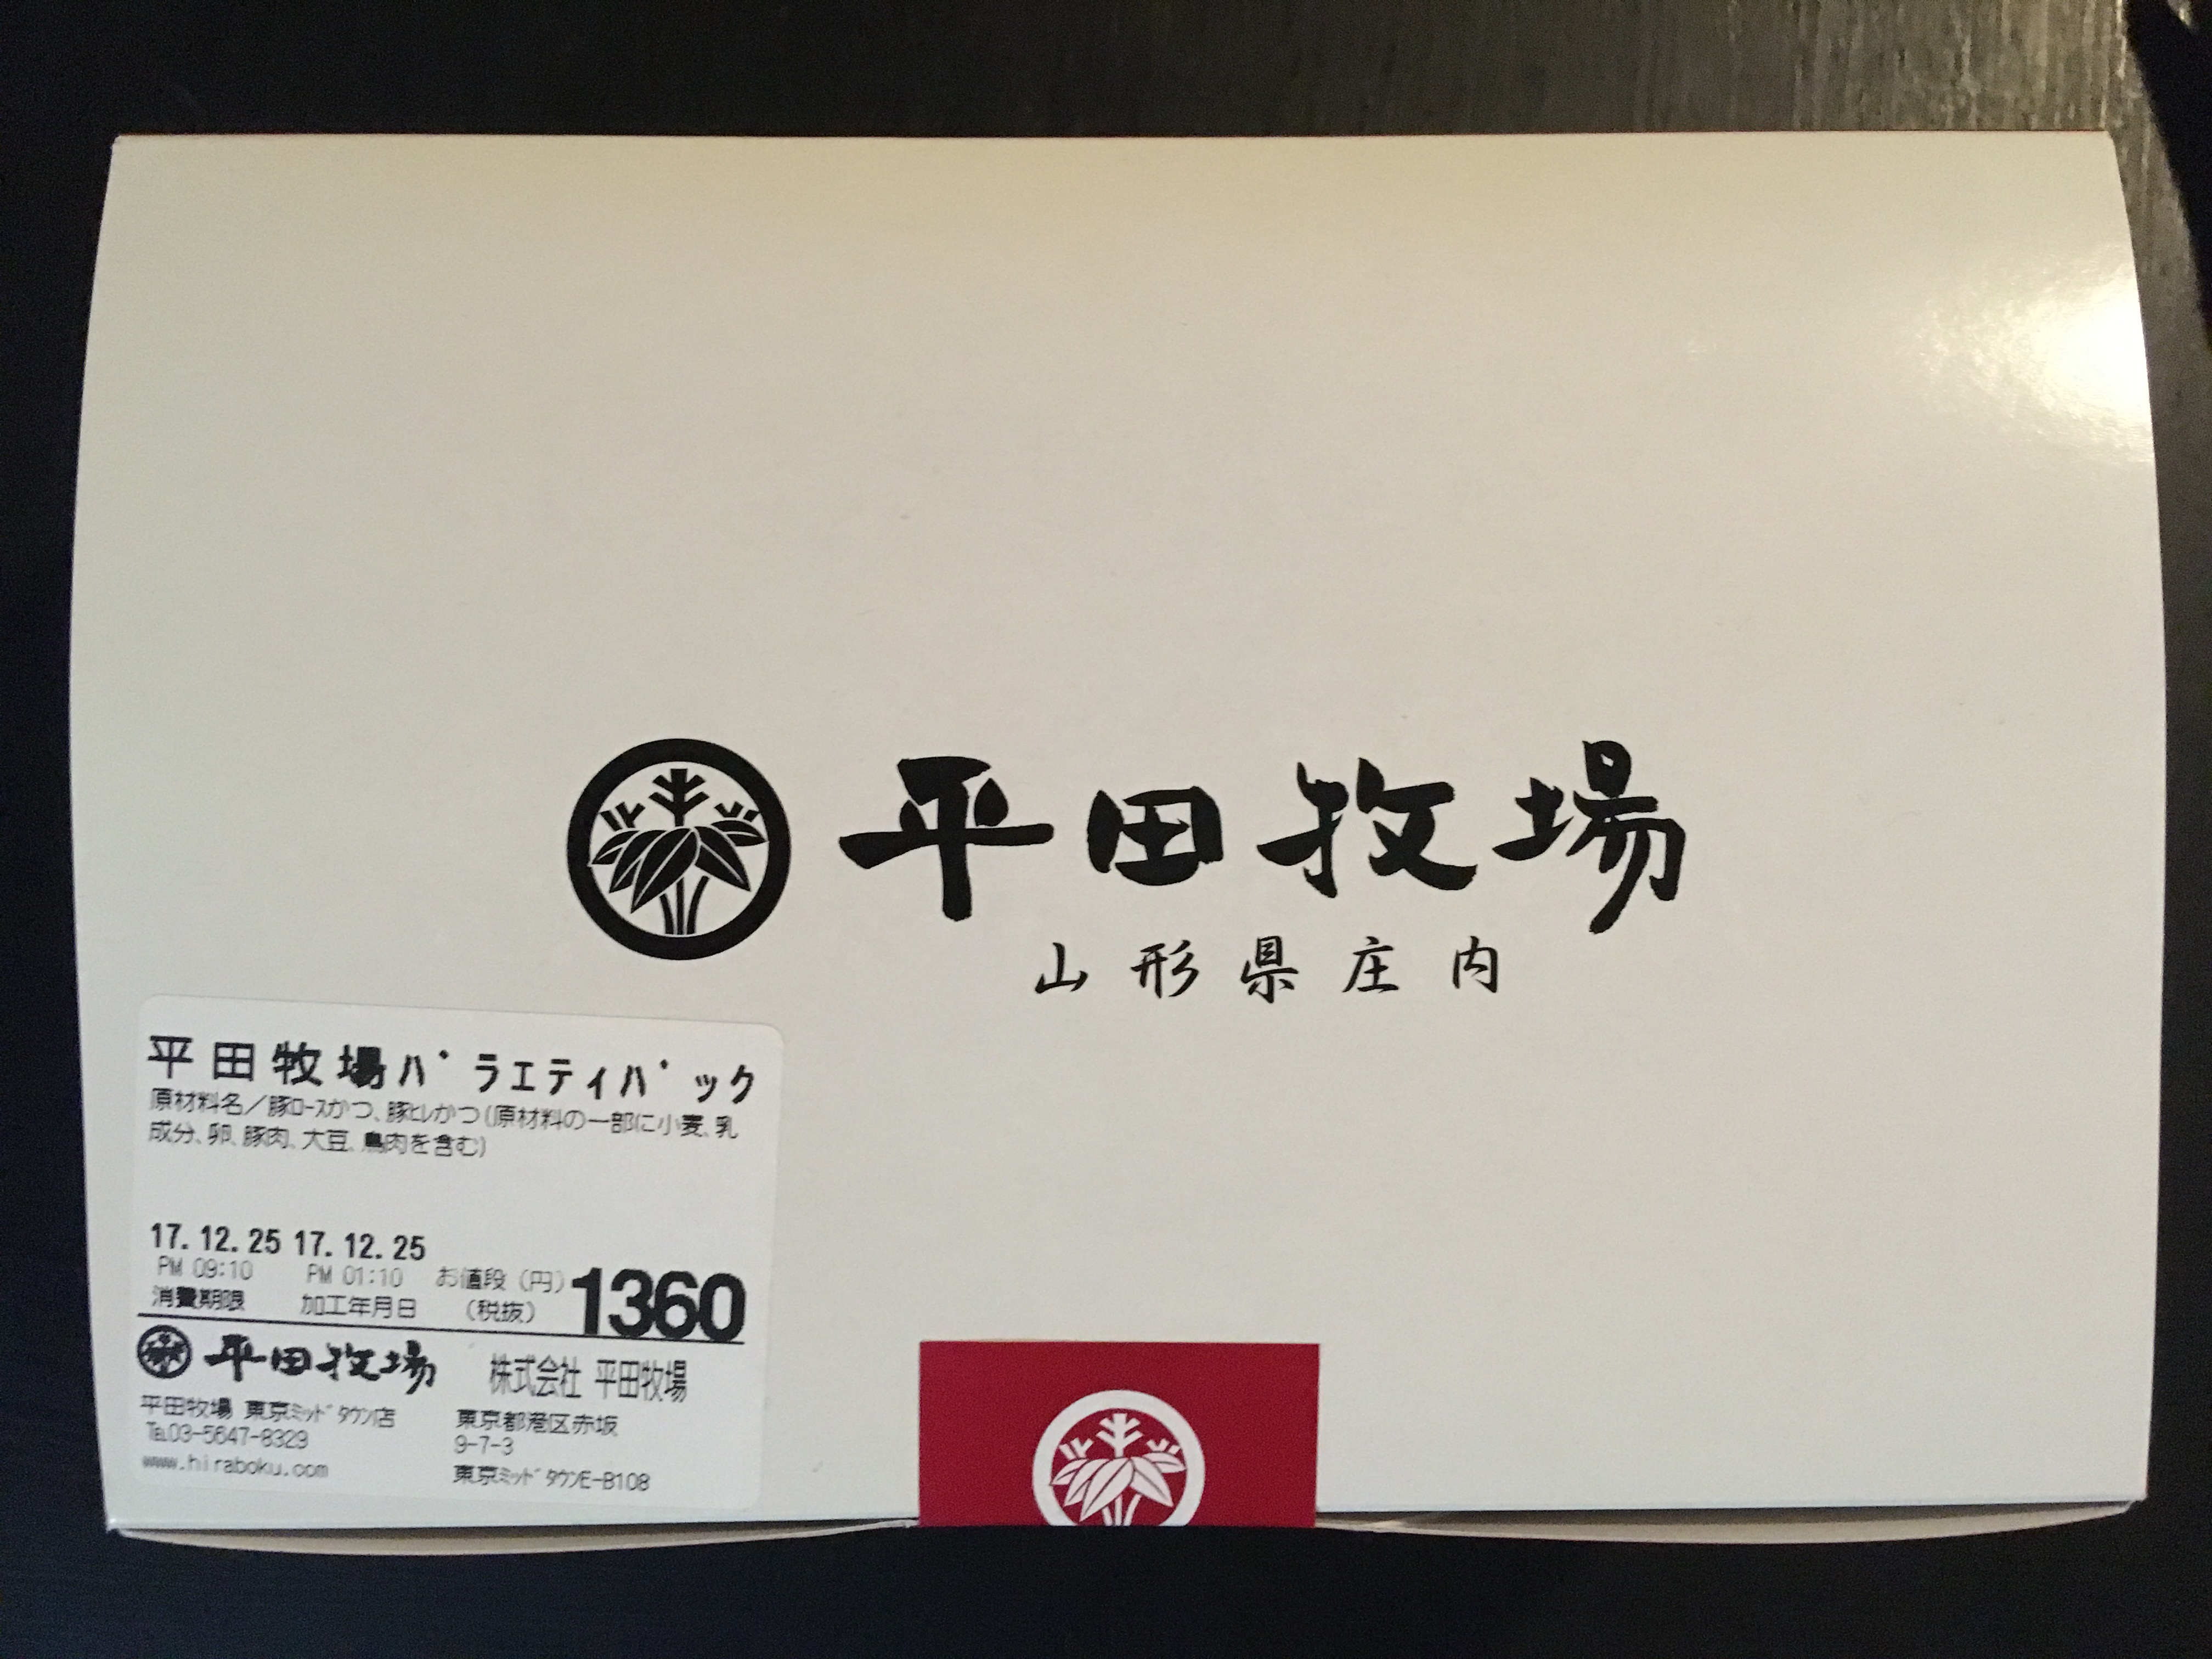 平田牧場
山形県庄内
平田牧場バラエティパック
原材料名／豚ロースかつ、豚ヒレかつ(原材料の一部に小麦、乳
成分、卵、豚肉、大豆、鳥肉を含む)
17.12.25 17.12.25
PM 09:10 PM 01:10 お値段(円) 1360
消費期限 加工年月日 (税抜)
平田牧場 株式会社 平田牧場
平田牧場 東京ミッドタウン店
℡03-5647-8329
www.hiraboku.com
東京都港区赤坂
9-7-3
東京ミッドタウンE-B108